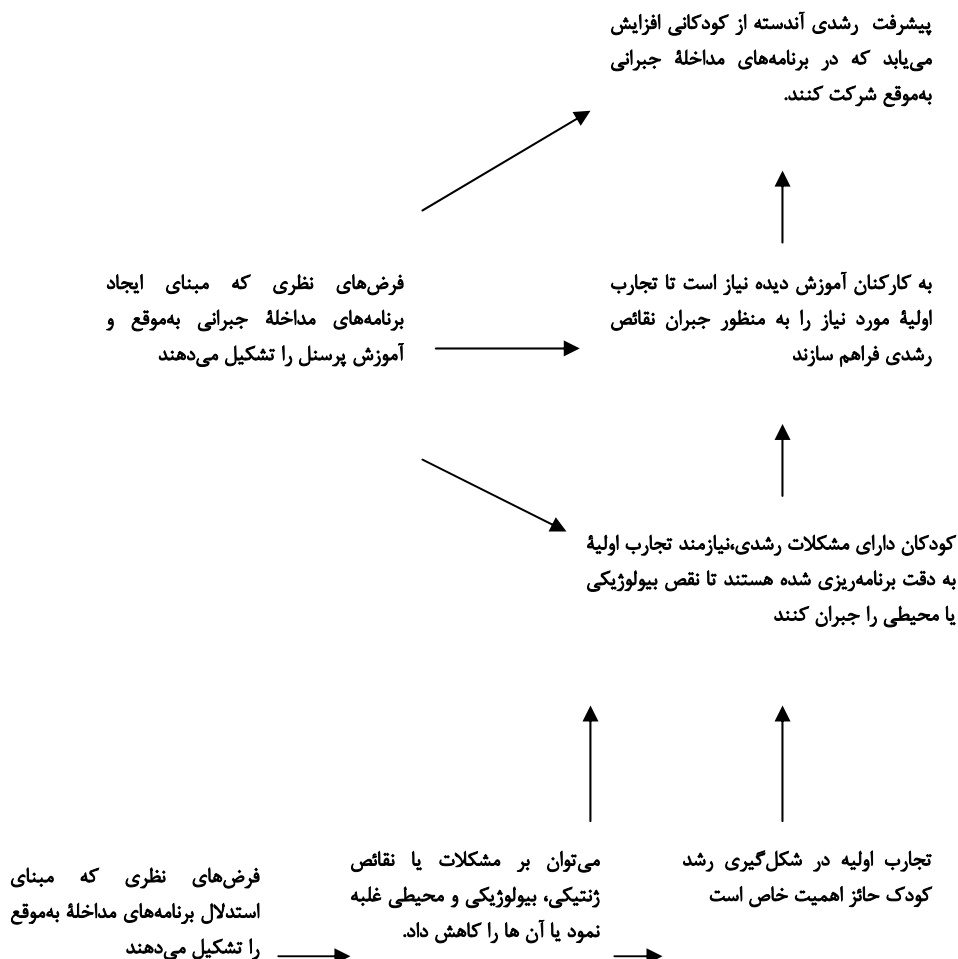 پیشرفت رشدی آندسته از کودکانی افزایش
می‌یابد که در برنامه‌های مداخلۀ جبرانی
به‌موقع شرکت کنند.
به کارکنان آموزش دیده نیاز است تا تجارب
اولیۀ مورد نیاز را به منظور جبران نقائص
رشدی فراهم سازند
فرض‌های نظری که مبنای ایجاد
برنامه‌های مداخلۀ جبرانی به‌موقع و
آموزش پرسنل را تشکیل می‌دهند
کودکان دارای مشکلات رشدی،نیازمند تجارب اولیۀ
به دقت برنامه‌ریزی شده هستند تا نقص بیولوژیکی
یا محیطی را جبران کنند
تجارب اولیه در شکل‌گیری رشد
کودک حائز اهمیت خاص است
می‌توان بر مشکلات یا نقائص
ژنتیکی، بیولوژیکی و محیطی غلبه
نمود یا آن ها را کاهش داد.
فرض‌های نظری که مبنای
استدلال برنامه‌های مداخلۀ به‌موقع
را تشکیل می‌دهند